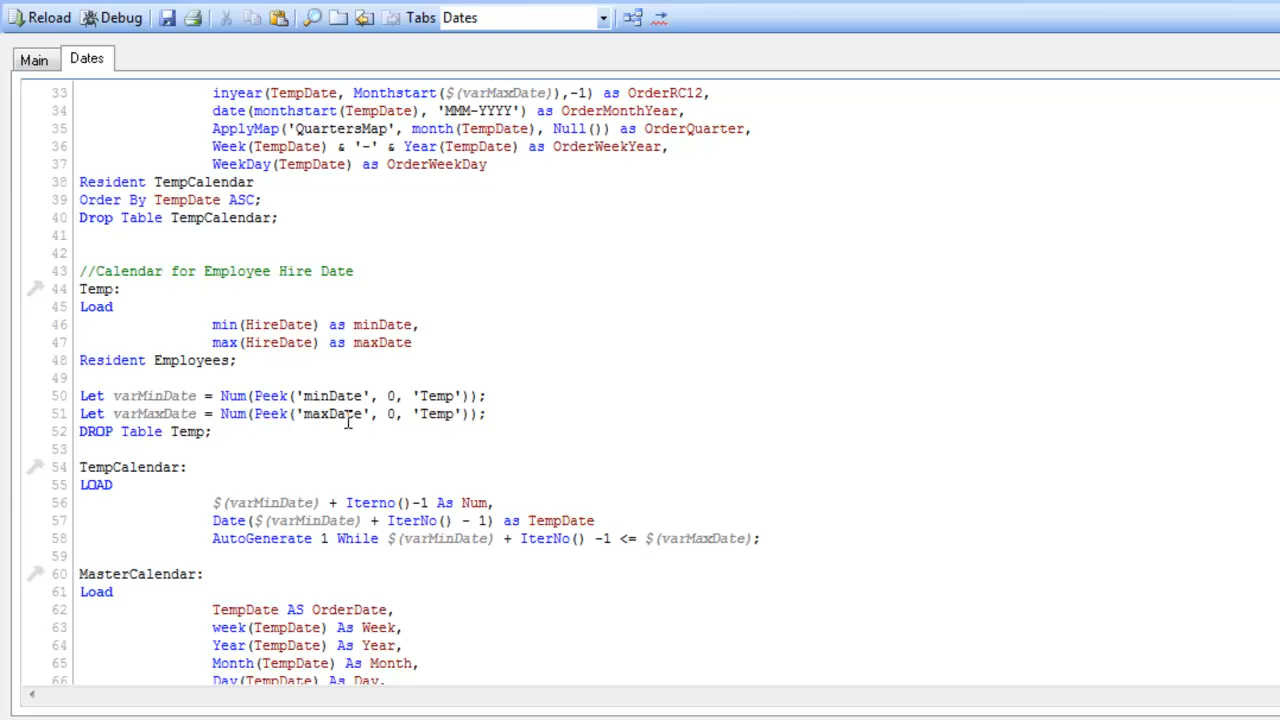 Reload Debug Tabs Dates
Main Dates
33 inyear(TempDate, Monthstart($(varMaxDate)),-1) as OrderRC12,
34 date(monthstart(TempDate), 'MMM-YYYY') as OrderMonthYear,
35 ApplyMap('QuartersMap', month(TempDate), Null()) as OrderQuarter,
36 Week(TempDate) & '-' & Year(TempDate) as OrderWeekYear,
37 WeekDay(TempDate) as OrderWeekDay
38 Resident TempCalendar
39 Order By TempDate ASC;
40 Drop Table TempCalendar;
41
42
43 //Calendar for Employee Hire Date
44 Temp:
45 Load
46 min(HireDate) as minDate,
47 max(HireDate) as maxDate
48 Resident Employees;
49
50 Let varMinDate = Num(Peek('minDate', 0, 'Temp'));
51 Let varMaxDate = Num(Peek('maxDate', 0, 'Temp'));
52 DROP Table Temp;
53
54 TempCalendar:
55 LOAD
56 $(varMinDate) + Iterno()-1 As Num,
57 Date($(varMinDate) + IterNo() - 1) as TempDate
58 AutoGenerate 1 While $(varMinDate) + IterNo() -1 <= $(varMaxDate);
59
60 MasterCalendar:
61 Load
62 TempDate AS OrderDate,
63 week(TempDate) As Week,
64 Year(TempDate) As Year,
65 Month(TempDate) As Month,
66 Day(TempDate) As Day,